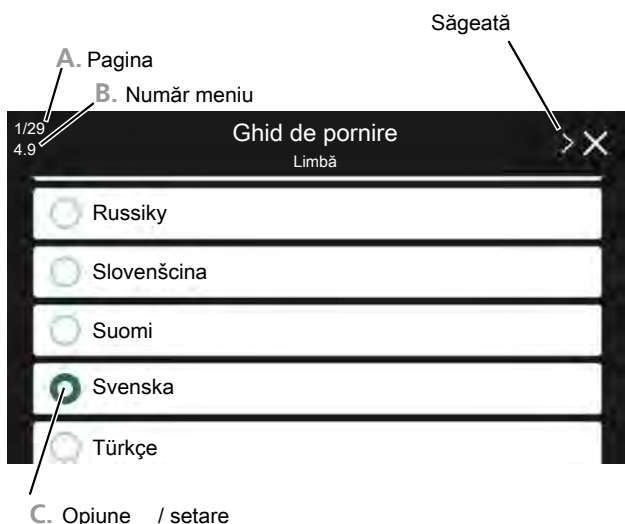 Săgeată
A. Pagina
B. Număr meniu
1/29
4.9
Ghid de pornire
Limbă
Russiky
Slovenšcina
Suomi
Svenska
Türkçe
C. Opiune / setare